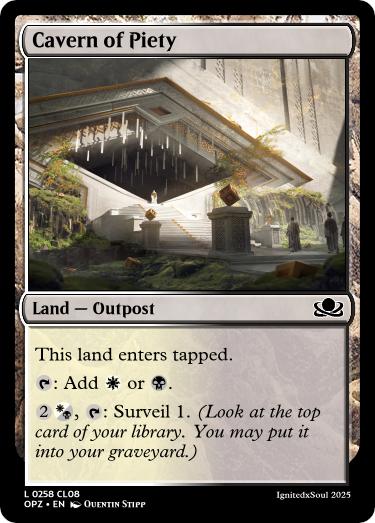 Cavern of Piety
Land — Outpost
This land enters tapped.
: Add or .
2 , : Surveil 1. (Look at the top
card of your library. You may put it
into your graveyard.)
L 0258 CL08
OPZ • EN QUENTIN STIPP
IgnitedxSoul 2025